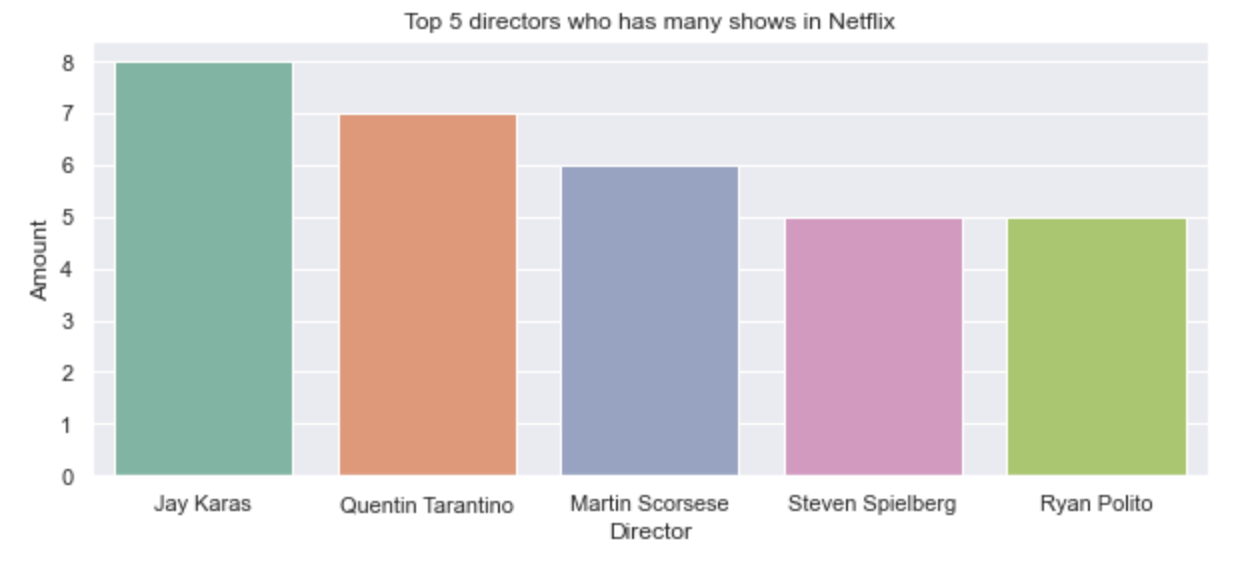 Top 5 directors who has many shows in Netflix
Amount
8
7
6
5
4
3
2
1
0
Jay Karas
Quentin Tarantino
Martin Scorsese
Steven Spielberg
Ryan Polito
Director